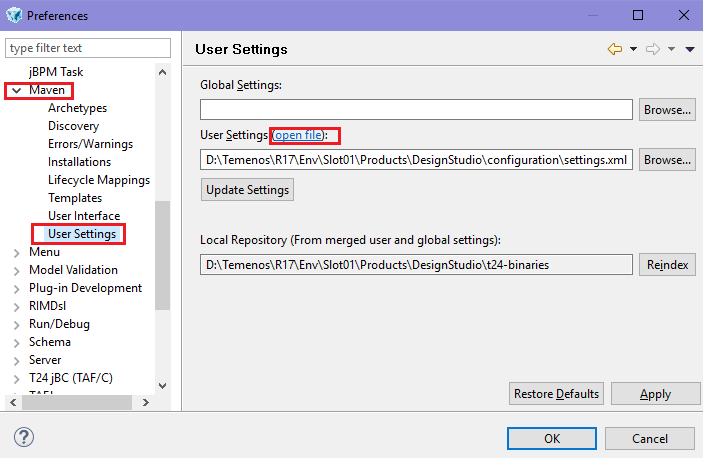 Preferences
type filter text
jBPM Task
Maven
Archetypes
Discovery
Errors/Warnings
Installations
Lifecycle Mappings
Templates
User Interface
User Settings
Menu
Model Validation
Plug-in Development
RIMDsl
Run/Debug
Schema
Server
T24 jBC (TAF/C)
User Settings
Global Settings:
Browse...
User Settings (open file):
D:\Temenos\R17\Env\Slot01\Products\DesignStudio\configuration\settings.xml
Browse...
Update Settings
Local Repository (From merged user and global settings):
D:\Temenos\R17\Env\Slot01\Products\DesignStudio\t24-binaries
Reindex
Restore Defaults
Apply
?
OK
Cancel